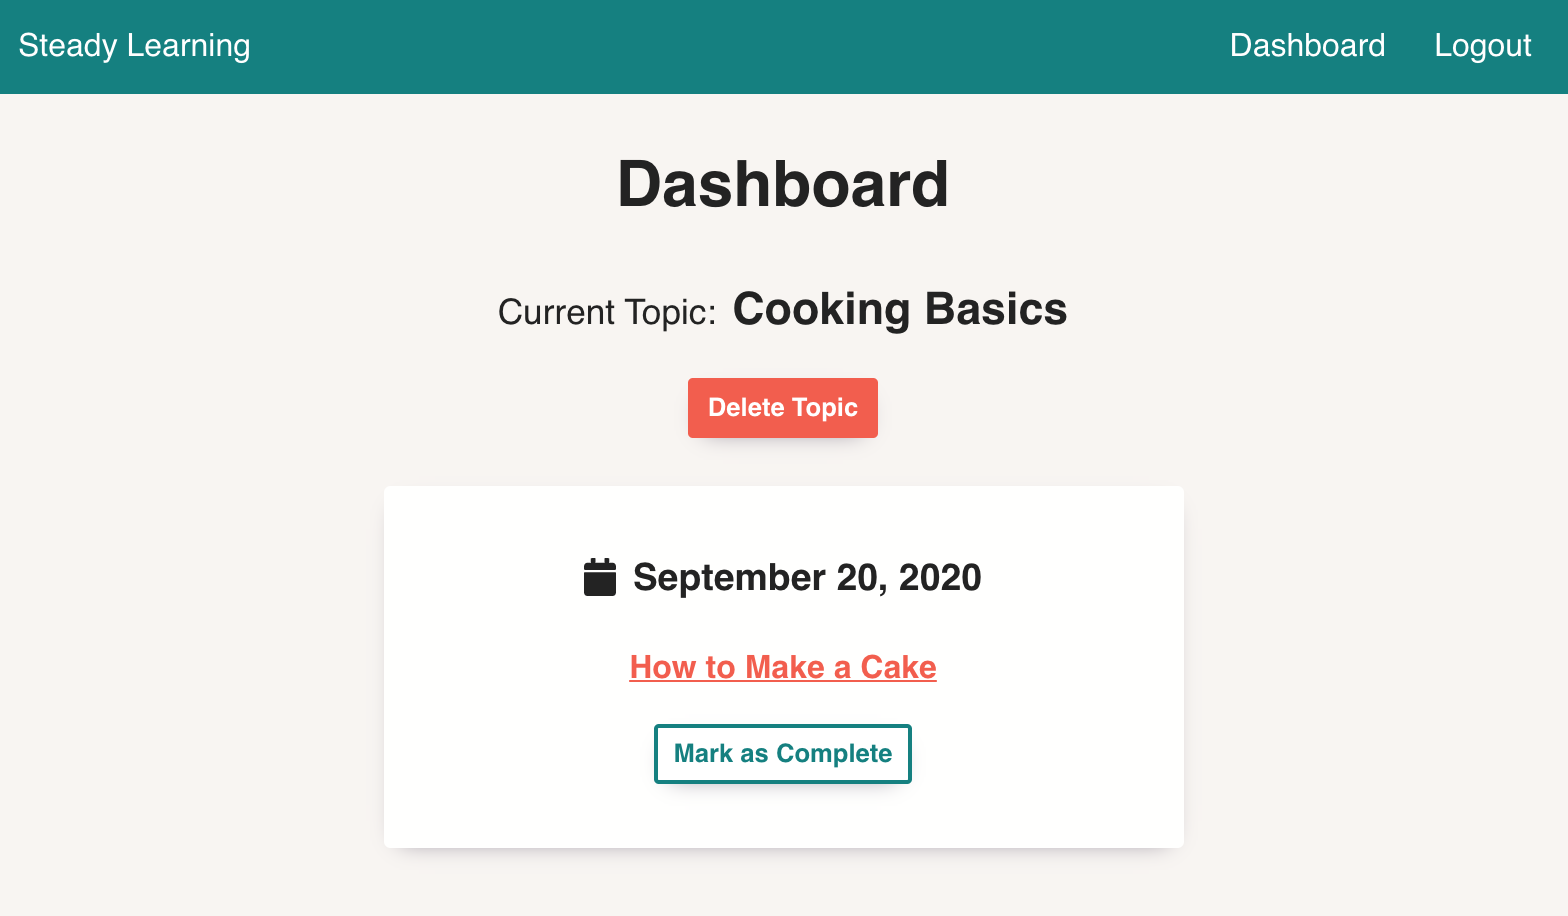 Steady Learning Dashboard Logout
Dashboard
Current Topic: Cooking Basics
Delete Topic
September 20, 2020
How to Make a Cake
Mark as Complete